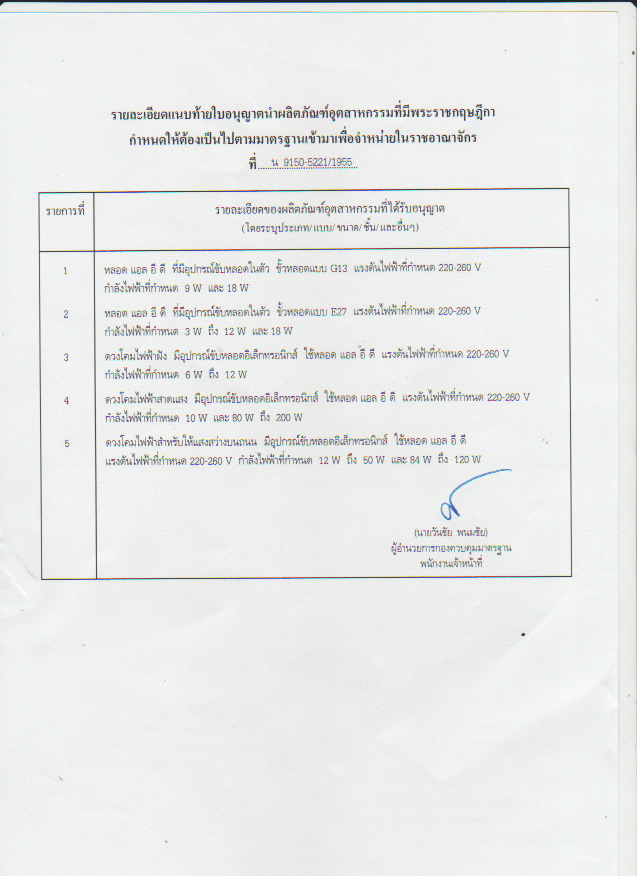 รายละเอียดแนบท้ายใบอนุญาตนำผลิตภัณฑ์อุตสาหกรรมที่มีพระราชกฤษฎีกา
กำหนดให้ต้องเป็นไปตามมาตรฐานเข้ามาเพื่อจำหน่ายในราชอาณาจักร
ที่ น 9150-5221/1955
รายการที่ รายละเอียดของผลิตภัณฑ์อุตสาหกรรมที่ได้รับอนุญาต
(โดยระบุประเภท/แบบ/ขนาด/ชั้น/และอื่นๆ)
1 หลอด แอล อี ดี ที่มีอุปกรณ์ขับหลอดในตัว ขั้วหลอดแบบ G13 แรงดันไฟฟ้าที่กำหนด 220-260 V
กำลังไฟฟ้าที่กำหนด 9 W และ 18 W
2 หลอด แอล อี ดี ที่มีอุปกรณ์ขับหลอดในตัว ขั้วหลอดแบบ E27 แรงดันไฟฟ้าที่กำหนด 220-260 V
กำลังไฟฟ้าที่กำหนด 3 W ถึง 12 W และ 18 W
3 ดวงโคมไฟฟ้าฝัง มีอุปกรณ์ขับหลอดอิเล็กทรอนิกส์ ใช้หลอด แอล อี ดี แรงดันไฟฟ้าที่กำหนด 220-260 V
กำลังไฟฟ้าที่กำหนด 6 W ถึง 12 W
4 ดวงโคมไฟฟ้าสาดแสง มีอุปกรณ์ขับหลอดอิเล็กทรอนิกส์ ใช้หลอด แอล อี ดี แรงดันไฟฟ้าที่กำหนด 220-260 V
กำลังไฟฟ้าที่กำหนด 10 W และ 80 W ถึง 200 W
5 ดวงโคมไฟฟ้าสำหรับให้แสงสว่างบนถนน มีอุปกรณ์ขับหลอดอิเล็กทรอนิกส์ ใช้หลอด แอล อี ดี
แรงดันไฟฟ้าที่กำหนด 220-260 V กำลังไฟฟ้าที่กำหนด 12 W ถึง 50 W และ 84 W ถึง 120 W
(นายวันชัย พนมชัย)
ผู้อำนวยการกองควบคุมมาตรฐาน
พนักงานเจ้าหน้าที่